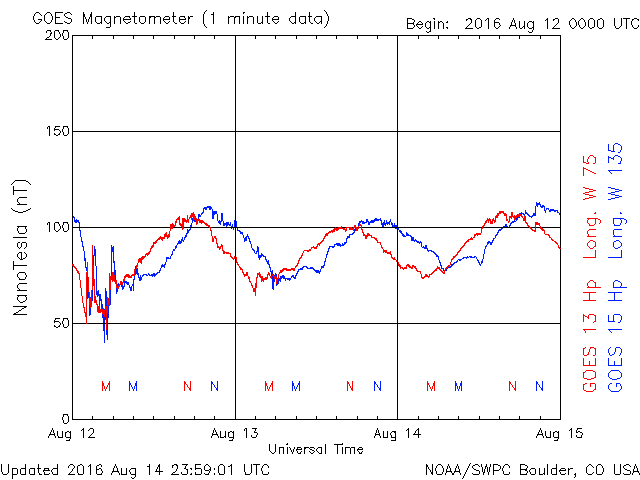 GOES Magnetometer (1 minute data)
Begin: 2016 Aug 12 0000 UTC
200
150
100
50
0
NanoTesla (nT)
M M N N M M N N M M N N
Aug 12 Aug 13 Aug 14 Aug 15
Universal Time
GOES 13 Hp Long. W 75
GOES 15 Hp Long. W 135
Updated 2016 Aug 14 23:59:01 UTC
NOAA/SWPC Boulder, CO USA